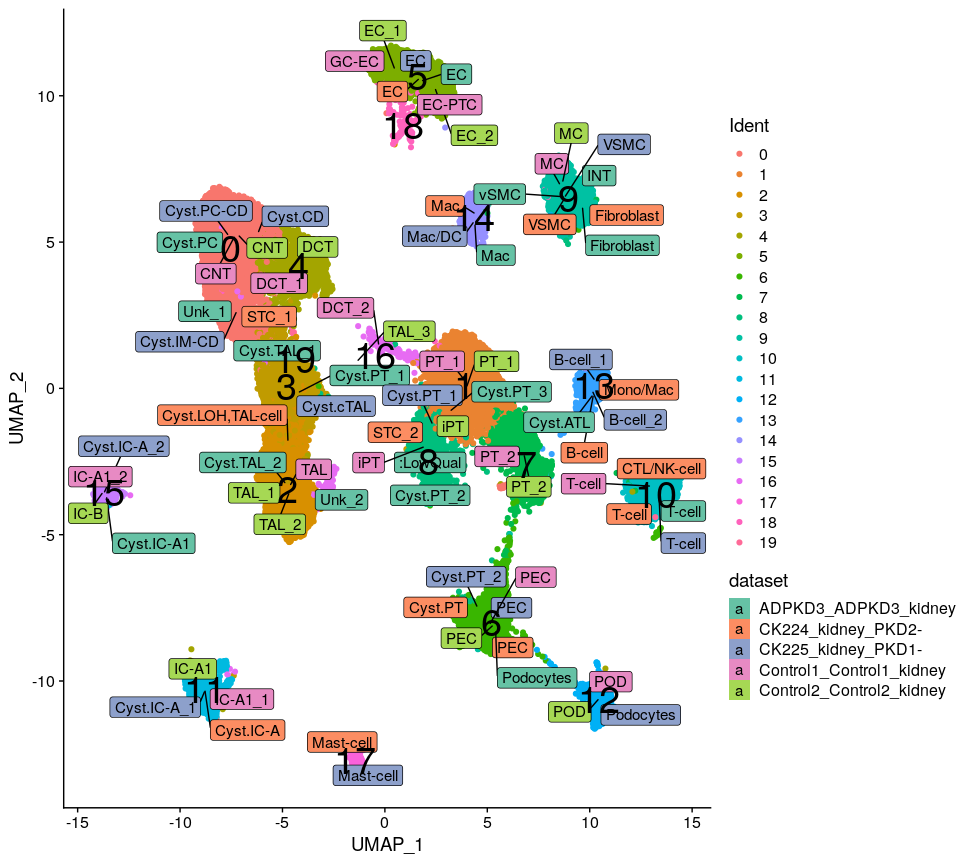 EC_1
GC-EC
EC
5
EC
EC
EC-PTC
18
EC_2
10
MC
VSMC
MC
INT
vSMC
9
Mac
14
VSMC
Fibroblast
Mac/DC
Mac
Fibroblast
Cyst.PC-CD
Cyst.CD
Cyst.PC
0
CNT
DCT
4
CNT
DCT_1
5
Unk_1
STC_1
DCT_2
TAL_3
Cyst.IM-CD
19
16
Cyst.PT_1
3
Cyst.cTAL
PT_1
PT_1
1
Cyst.PT_1
Cyst.PT_3
B-cell_1
13
Mono/Mac
B-cell_2
Cyst.ATL
B-cell
0
Cyst.LOH,TAL-cell
STC_2
iPT
iPT
8
Cyst.PT_2
PT_2
7
PT_2
Cyst.TAL_2
TAL
TAL_1
2
Unk_2
TAL_2
Cyst.IC-A_2
IC-A1_2
15
IC-B
Cyst.IC-A1
CTL/NK-cell
T-cell
10
T-cell
T-cell
T-cell
-5
Cyst.PT_2
PEC
Cyst.PT
PEC
6
PEC
PEC
Podocytes
IC-A1
11
IC-A1_1
Cyst.IC-A_1
Cyst.IC-A
POD
12
POD
Podocytes
-10
Mast-cell
17
Mast-cell
-15
-10
-5
0
5
10
15
UMAP_1
UMAP_2
Ident
0
1
2
3
4
5
6
7
8
9
10
11
12
13
14
15
16
17
18
19
dataset
a ADPKD3_ADPKD3_kidney
a CK224_kidney_PKD2-
a CK225_kidney_PKD1-
a Control1_Control1_kidney
a Control2_Control2_kidney